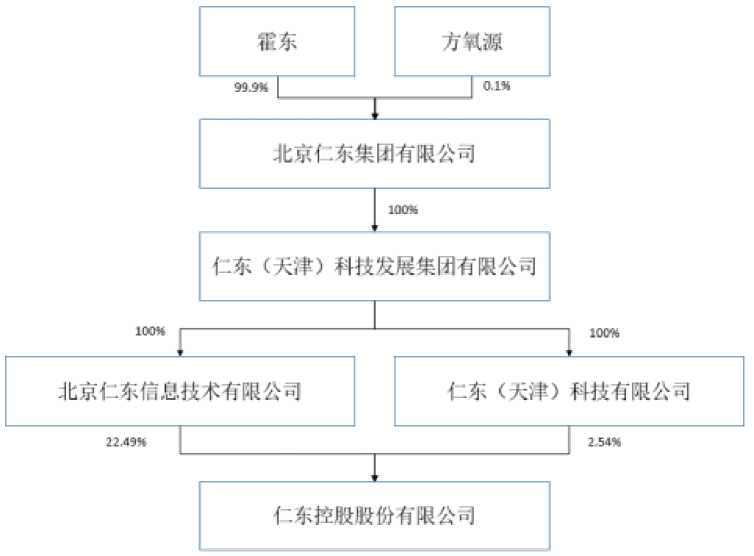 霍东
方氧源
99.9%
0.1%
北京仁东集团有限公司
100%
仁东（天津）科技发展集团有限公司
100%
100%
北京仁东信息技术有限公司
仁东（天津）科技有限公司
22.49%
2.54%
仁东控股股份有限公司